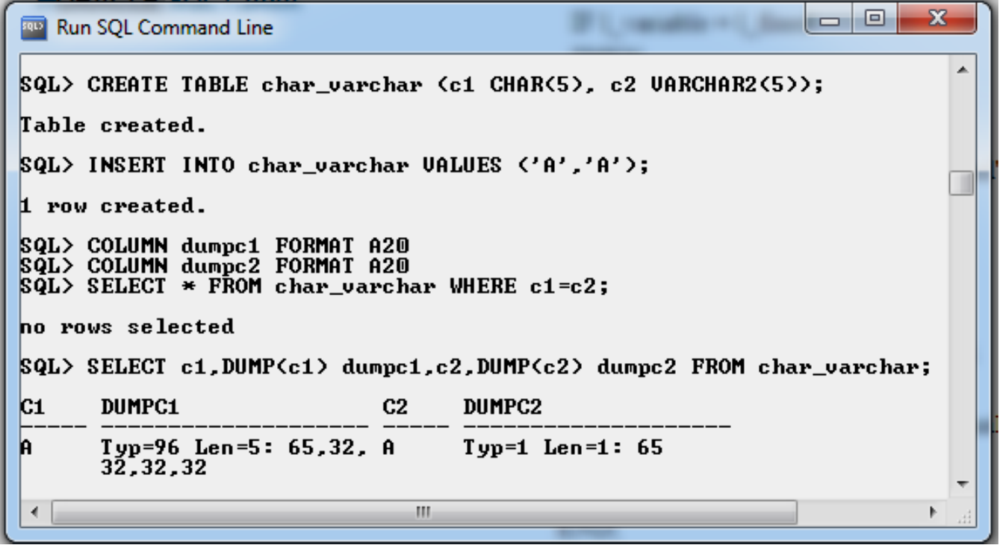 Run SQL Command Line
SQL> CREATE TABLE char_varchar (c1 CHAR(5), c2 VARCHAR2(5));
Table created.
SQL> INSERT INTO char_varchar VALUES ('A','A');
1 row created.
SQL> COLUMN dumpc1 FORMAT A20
SQL> COLUMN dumpc2 FORMAT A20
SQL> SELECT * FROM char_varchar WHERE c1=c2;
no rows selected
SQL> SELECT c1,DUMP(c1) dumpc1,c2,DUMP(c2) dumpc2 FROM char_varchar;
C1 DUMPC1 C2 DUMPC2
----- -------------------- ----- --------------------
A Typ=96 Len=5: 65,32, A Typ=1 Len=1: 65
32,32,32